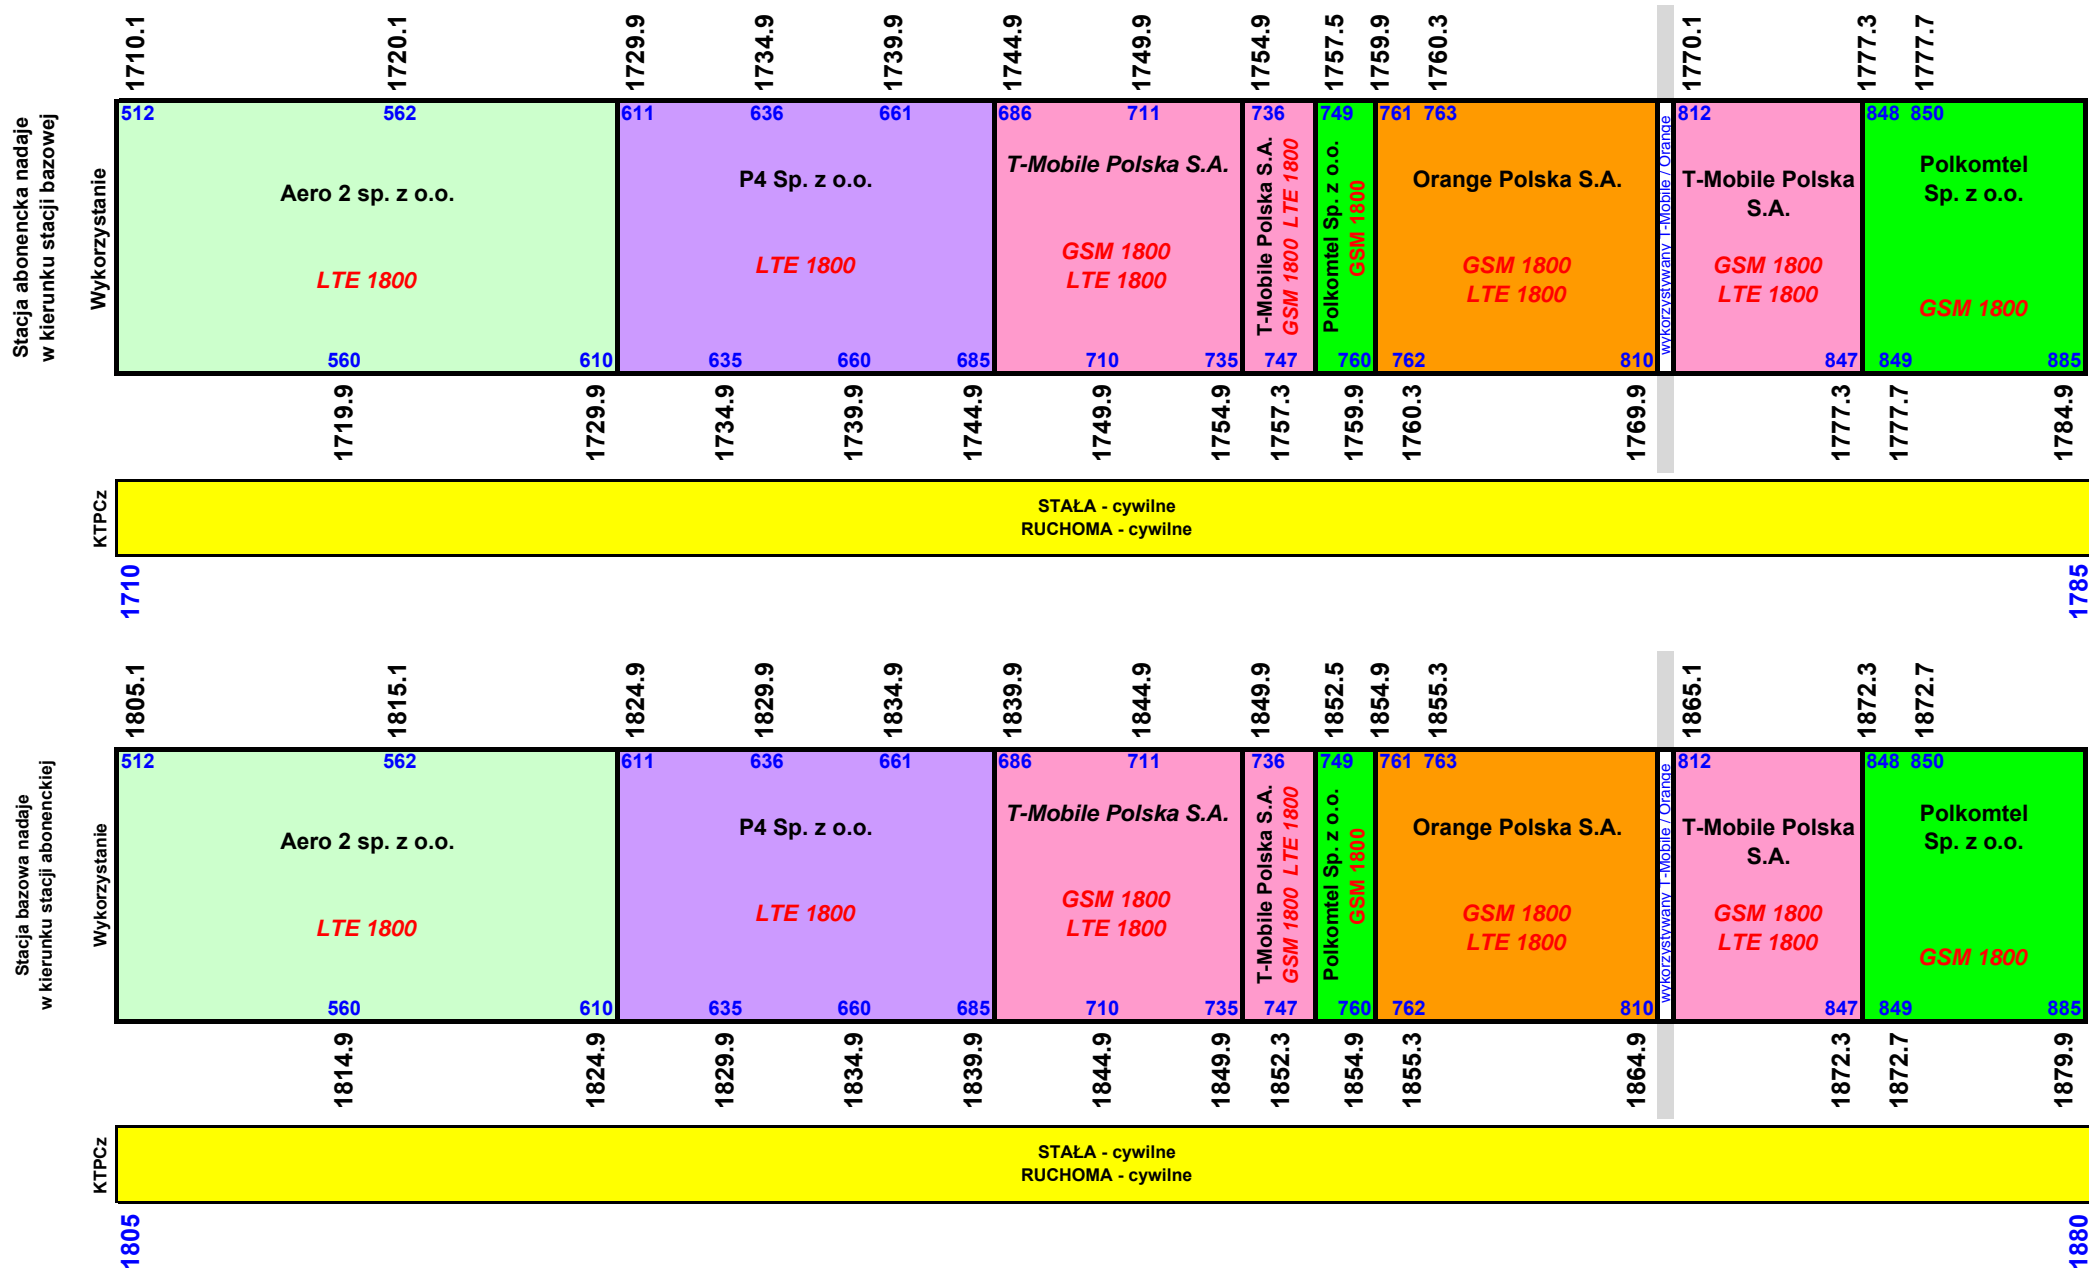 1710.1 1720.1 1729.9 1734.9 1739.9 1744.9 1749.9 1754.9 1757.5 1759.9 1760.3 1770.1 1777.3 1777.7
Stacja abonencka nadaje
w kierunku stacji bazowej
Wykorzystanie
512 562 611 636 661 686 711 736 749 761 763 812 848 850
Aero 2 sp. z o.o.
LTE 1800
P4 Sp. z o.o.
LTE 1800
T-Mobile Polska S.A.
GSM 1800
LTE 1800
T-Mobile Polska S.A.
GSM 1800 LTE 1800
Polkomtel Sp. z o.o.
GSM 1800
Orange Polska S.A.
GSM 1800
LTE 1800
wykorzystywany T-Mobile / Orange
T-Mobile Polska
S.A.
GSM 1800
LTE 1800
Polkomtel
Sp. z o.o.
GSM 1800
560 610 635 660 685 710 735 747 760 762 810 847 849 885
1719.9 1729.9 1734.9 1739.9 1744.9 1749.9 1754.9 1757.3 1759.9 1760.3 1769.9 1777.3 1777.7 1784.9
KTPCz
STAŁA - cywilne
RUCHOMA - cywilne
1710 1785
1805.1 1815.1 1824.9 1829.9 1834.9 1839.9 1844.9 1849.9 1852.5 1854.9 1855.3 1865.1 1872.3 1872.7
Stacja bazowa nadaje
w kierunku stacji abonenckiej
Wykorzystanie
512 562 611 636 661 686 711 736 749 761 763 812 848 850
Aero 2 sp. z o.o.
LTE 1800
P4 Sp. z o.o.
LTE 1800
T-Mobile Polska S.A.
GSM 1800
LTE 1800
T-Mobile Polska S.A.
GSM 1800 LTE 1800
Polkomtel Sp. z o.o.
GSM 1800
Orange Polska S.A.
GSM 1800
LTE 1800
wykorzystywany T-Mobile / Orange
T-Mobile Polska
S.A.
GSM 1800
LTE 1800
Polkomtel
Sp. z o.o.
GSM 1800
560 610 635 660 685 710 735 747 760 762 810 847 849 885
1814.9 1824.9 1829.9 1834.9 1839.9 1844.9 1849.9 1852.3 1854.9 1855.3 1864.9 1872.3 1872.7 1879.9
KTPCz
STAŁA - cywilne
RUCHOMA - cywilne
1805 1880